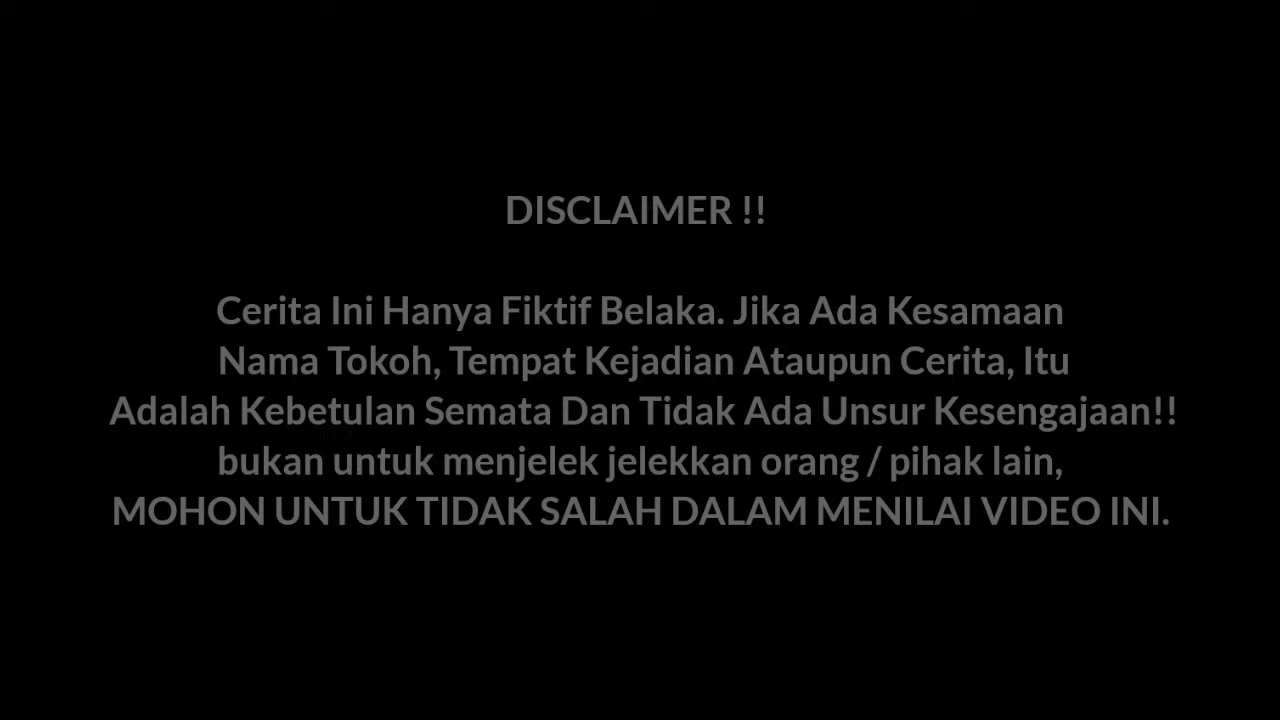 DISCLAIMER !!
Cerita Ini Hanya Fiktif Belaka. Jika Ada Kesamaan
Nama Tokoh, Tempat Kejadian Ataupun Cerita, Itu
Adalah Kebetulan Semata Dan Tidak Ada Unsur Kesengajaan!!
bukan untuk menjelek jelekkan orang / pihak lain,
MOHON UNTUK TIDAK SALAH DALAM MENILAI VIDEO INI.